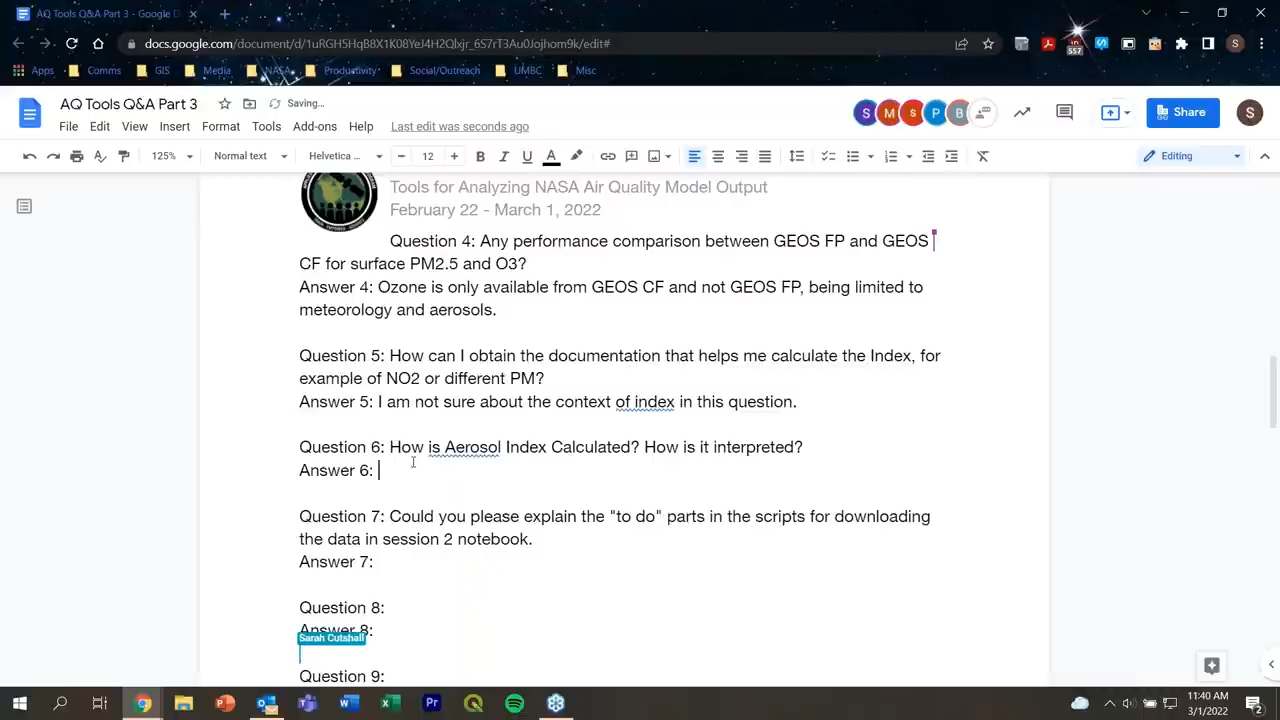 AQ Tools Q&A Part 3 - Google D
docs.google.com/document/d/1uRGH5HqB8X1K08YeJ4H2Qlxjr_6S7rT3Au0Jojhom9k/edit#
557
S
Apps Comms GIS Media NASA Productivity Social/Outreach UMBC Misc
AQ Tools Q&A Part 3 Saving...
S M s P B Share S
File Edit View Insert Format Tools Add-ons Help Last edit was seconds ago
125% Normal text Helvetica ... 12 B I U A Editing
Tools for Analyzing NASA Air Quality Model Output
February 22 - March 1, 2022
Question 4: Any performance comparison between GEOS FP and GEOS
CF for surface PM2.5 and O3?
Answer 4: Ozone is only available from GEOS CF and not GEOS FP, being limited to
meteorology and aerosols.
Question 5: How can I obtain the documentation that helps me calculate the Index, for
example of NO2 or different PM?
Answer 5: I am not sure about the context of index in this question.
Question 6: How is Aerosol Index Calculated? How is it interpreted?
Answer 6:
Question 7: Could you please explain the "to do" parts in the scripts for downloading
the data in session 2 notebook.
Answer 7:
Question 8:
Answer 8:
Sarah Cutshall
Question 9:
11:40 AM
3/1/2022
2